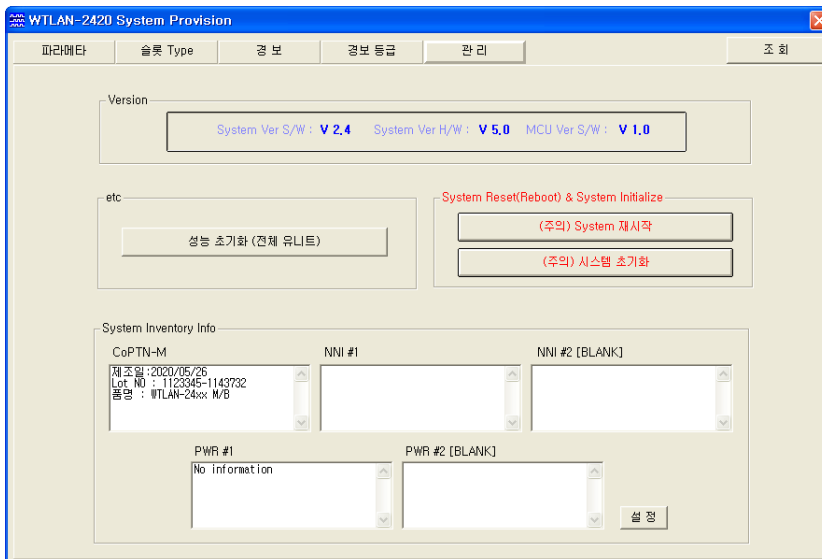 WTLAN-2420 System Provision
파라메타 슬롯 Type 경 보 경보 등급 관 리 조 회
Version
System Ver S/W : V 2.4 System Ver H/W : V 5.0 MCU Ver S/W : V 1.0
etc
성능 초기화 (전체 유니트)
System Reset(Reboot) & System Initialize
(주의) System 재시작
(주의) 시스템 초기화
System Inventory Info
CoPTN-M NNI #1 NNI #2 [BLANK]
제조일:2020/05/26
Lot NO : 1123345-1143732
품명 : WTLAN-24xx M/B
PWR #1 PWR #2 [BLANK]
No information
설 정